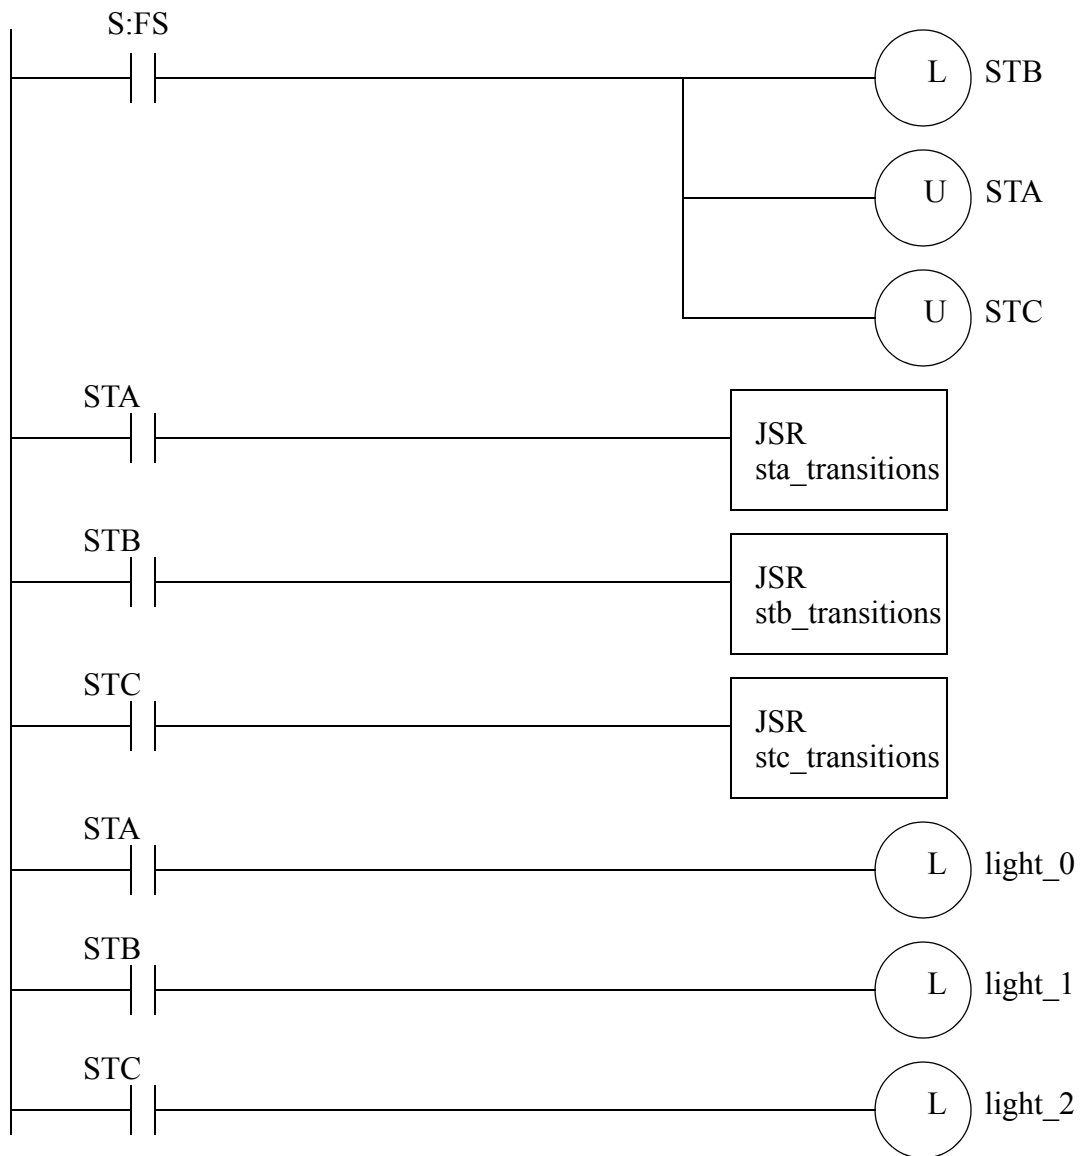 S:FS
L STB
U STA
U STC
STA
JSR
sta_transitions
STB
JSR
stb_transitions
STC
JSR
stc_transitions
STA
L light_0
STB
L light_1
STC
L light_2